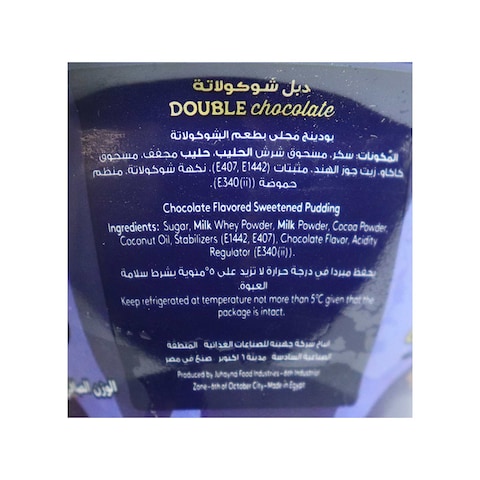 دبل شوكولاتة
DOUBLE chocolate
بودينج محلى بطعم الشوكولاتة
المكونات: سكر، مسحوق شرش الحليب، حليب مجفف، مسحوق
كاكاو، زيت جوز الهند، مثبتات (E407, E1442)، نكهة شوكولاتة، منظم
حموضة (E340(ii)).
Chocolate Flavored Sweetened Pudding
Ingredients: Sugar, Milk Whey Powder, Milk Powder, Cocoa Powder,
Coconut Oil, Stabilizers (E1442, E407), Chocolate Flavor, Acidity
Regulator (E340(ii)).
يحفظ مبردا في درجة حرارة لا تزيد على ٥°مئوية بشرط سلامة
العبوة.
Keep refrigerated at temperature not more than 5°C given that the
package is intact.
انتاج شركة جهينة للصناعات الغذائية المنطقة
الصناعية السادسة مدينة ٦ اكتوبر صنع في مصر
Produced by Juhayna Food Industries - 6th Industrial
Zone - 6th of October City - Made in Egypt
الوزن